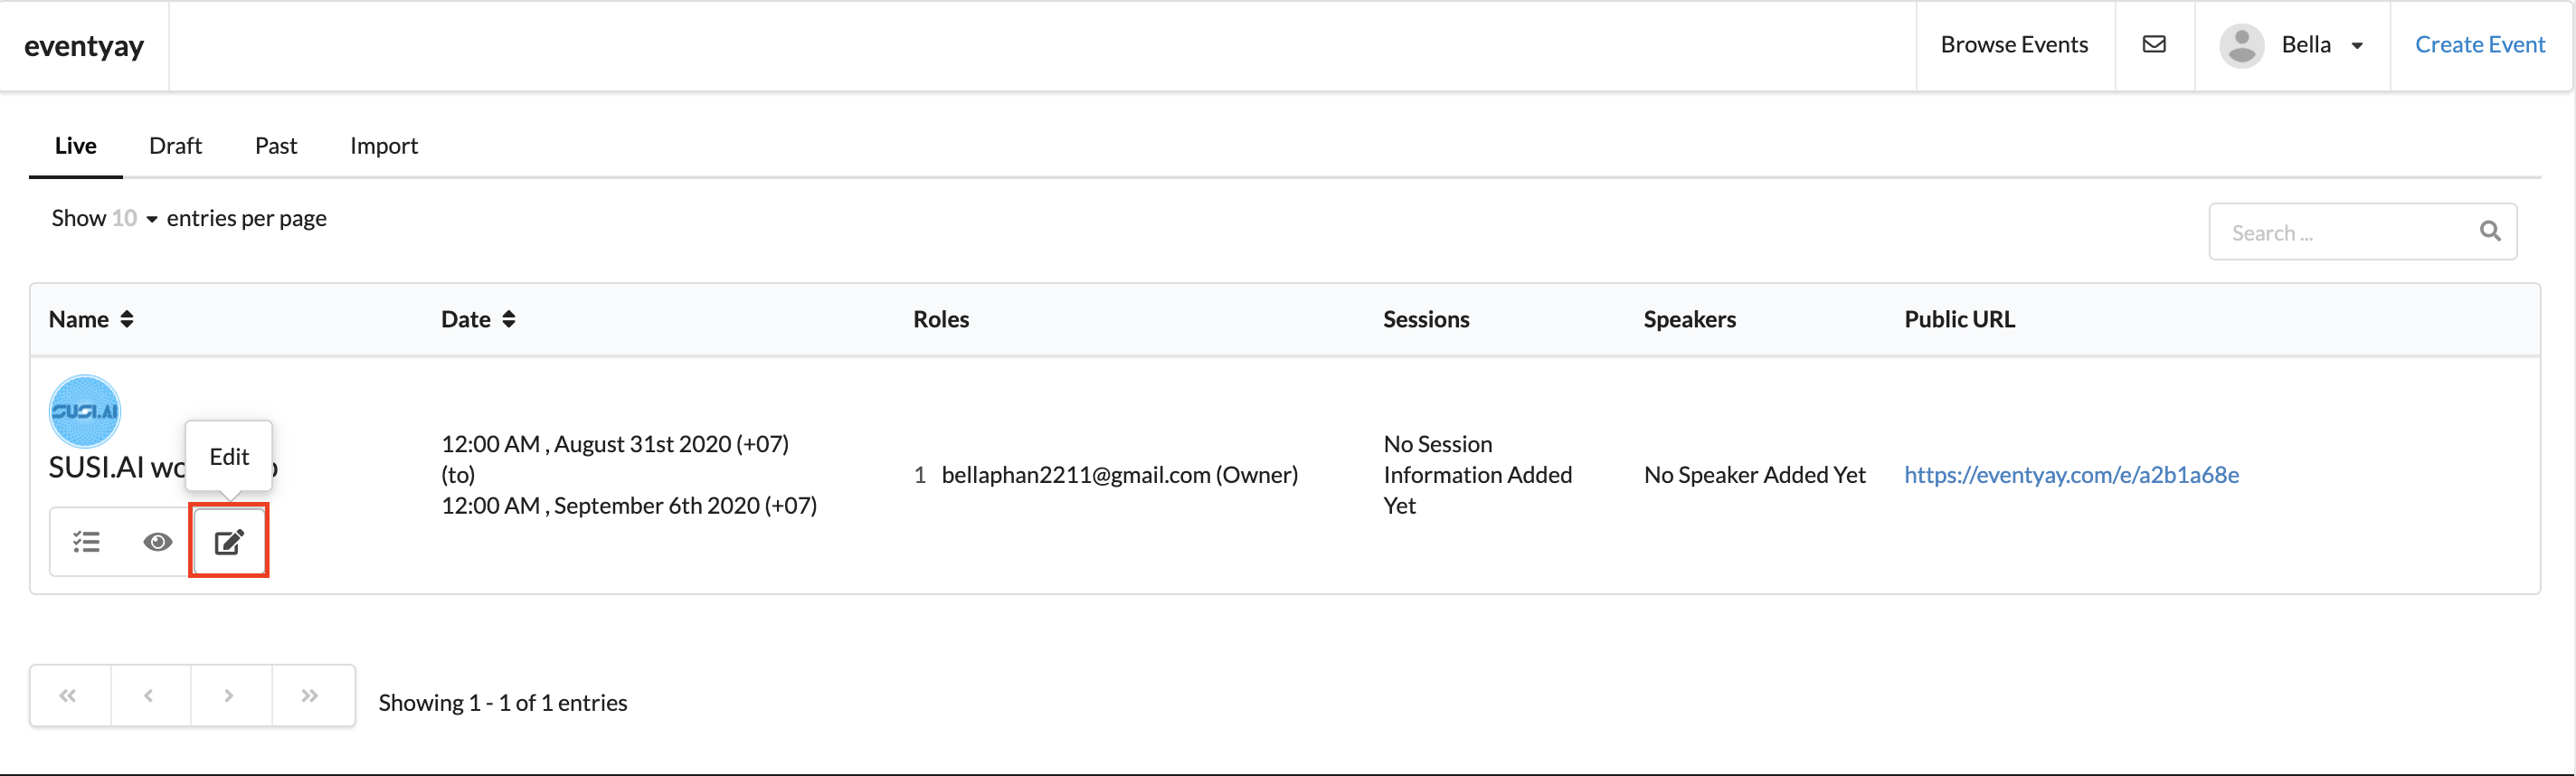 eventyay
Browse Events
Bella
Create Event
Live
Draft
Past
Import
Show 10 entries per page
Search ...
Name
Date
Roles
Sessions
Speakers
Public URL
SUSI.AI
SUSI.AI
Edit
12:00 AM , August 31st 2020 (+07)
(to)
12:00 AM , September 6th 2020 (+07)
1 bellaphan2211@gmail.com (Owner)
No Session
Information Added
Yet
No Speaker Added Yet
https://eventyay.com/e/a2b1a68e
Showing 1 - 1 of 1 entries